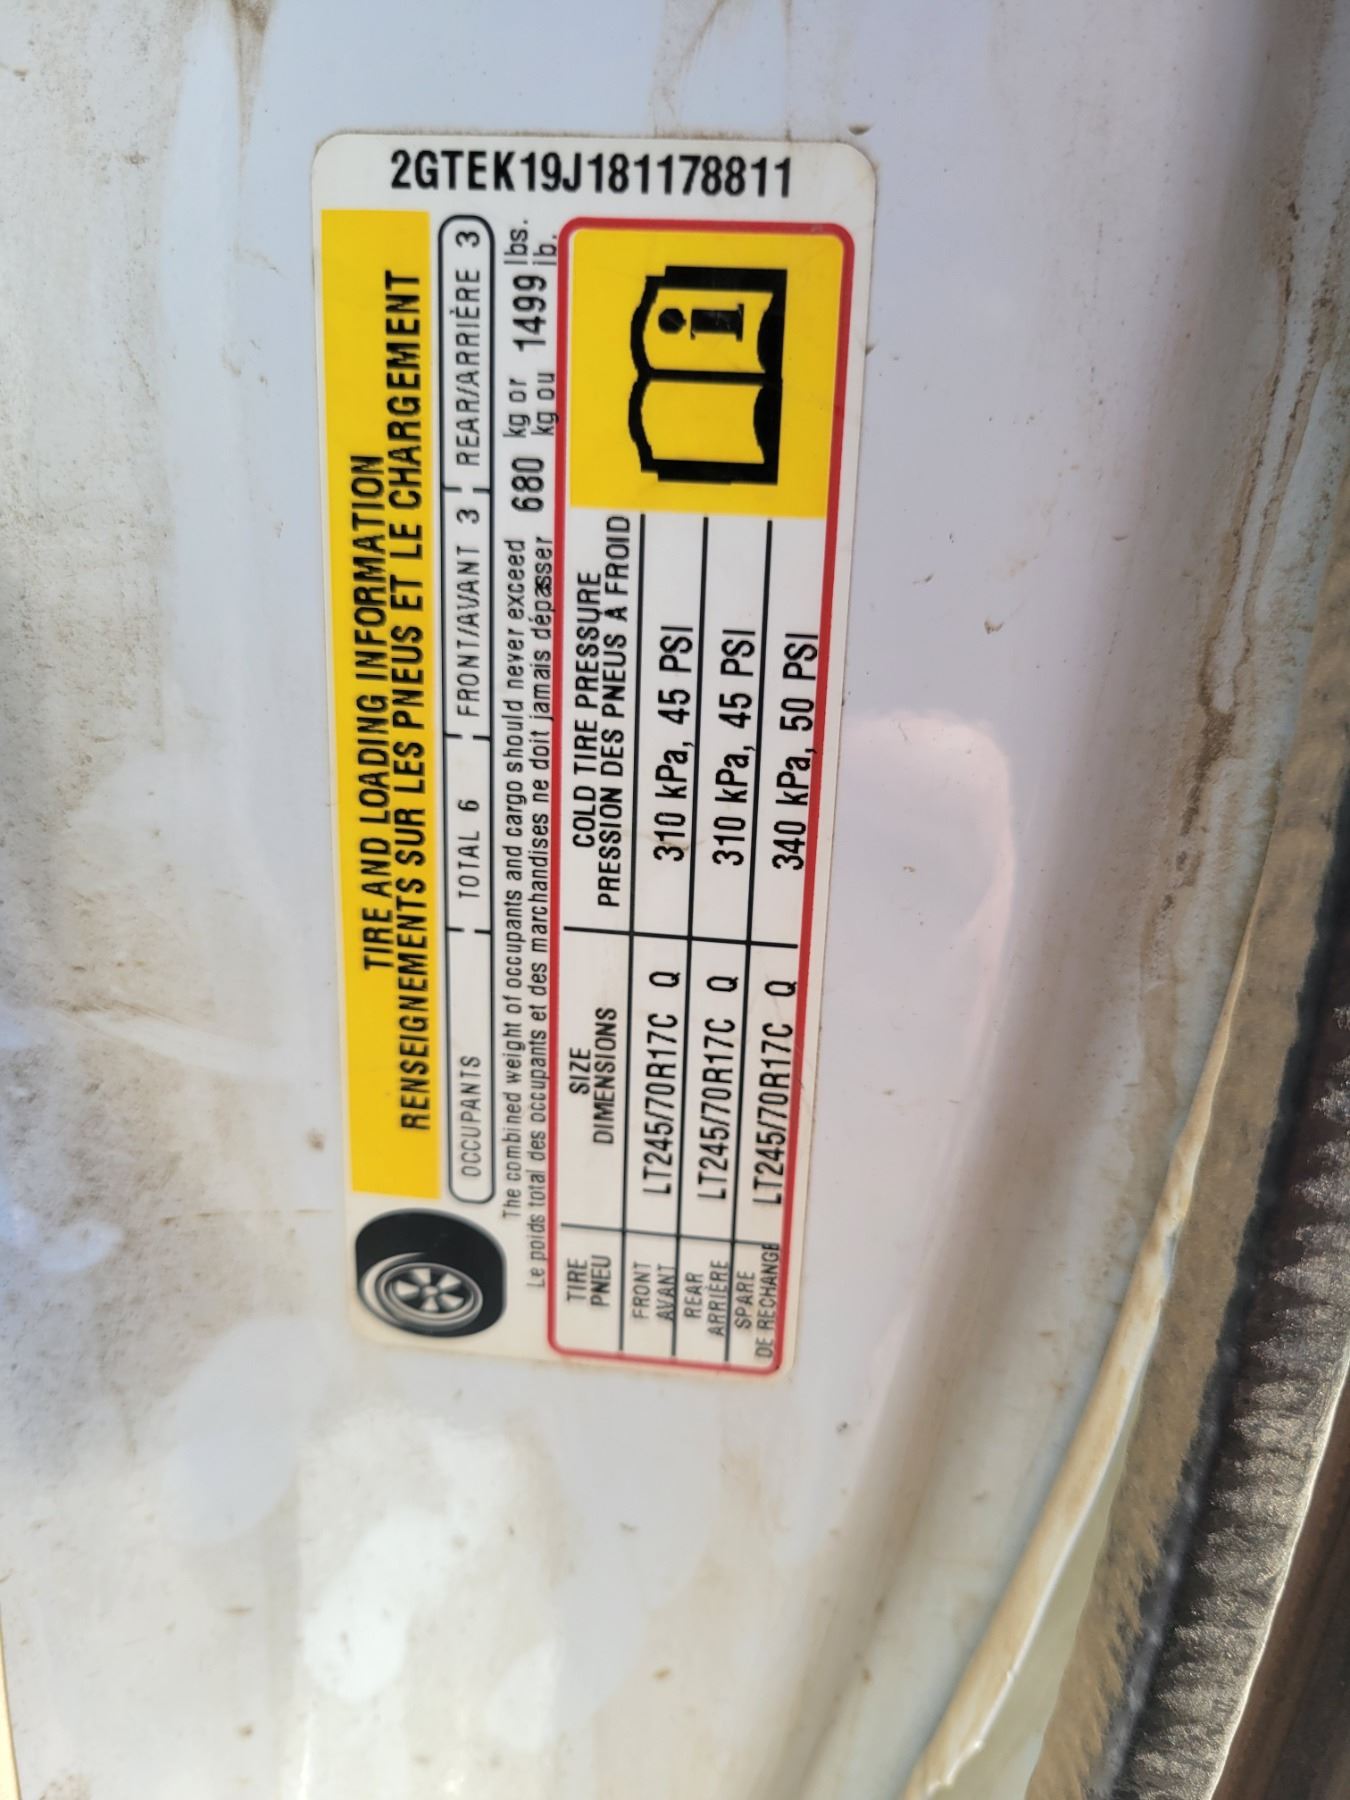 2GTEK19J181178811
TIRE AND LOADING INFORMATION
RENSEIGNEMENTS SUR LES PNEUS ET LE CHARGEMENT
OCCUPANTS TOTAL 6 FRONT/AVANT 3 REAR/ARRIÈRE 3
The combined weight of occupants and cargo should never exceed 680 kg or 1499 lbs.
Le poids total des occupants et des marchandises ne doit jamais dépasser kg ou lb.
TIRE SIZE COLD TIRE PRESSURE
PNEU DIMENSIONS PRESSION DES PNEUS À FROID
FRONT
AVANT LT245/70R17C Q 310 kPa, 45 PSI
REAR
ARRIÈRE LT245/70R17C Q 310 kPa, 45 PSI
SPARE
DE RECHANGE LT245/70R17C Q 340 kPa, 50 PSI
i